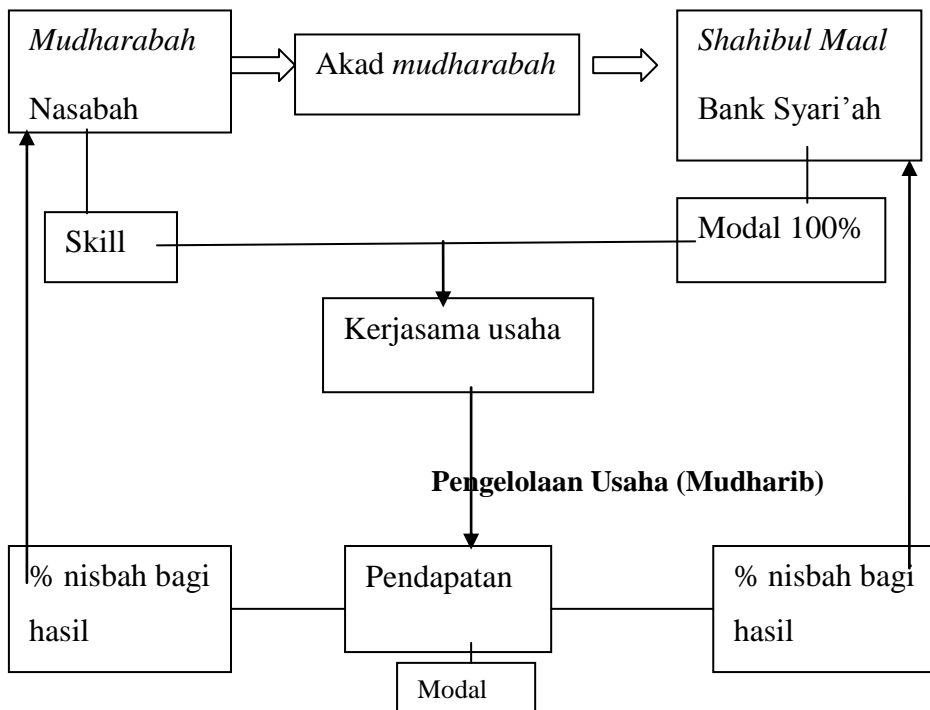 Mudharabah
Nasabah
Akad mudharabah
Shahibul Maal
Bank Syari’ah
Skill
Modal 100%
Kerjasama usaha
Pengelolaan Usaha (Mudharib)
% nisbah bagi
hasil
Pendapatan
% nisbah bagi
hasil
Modal